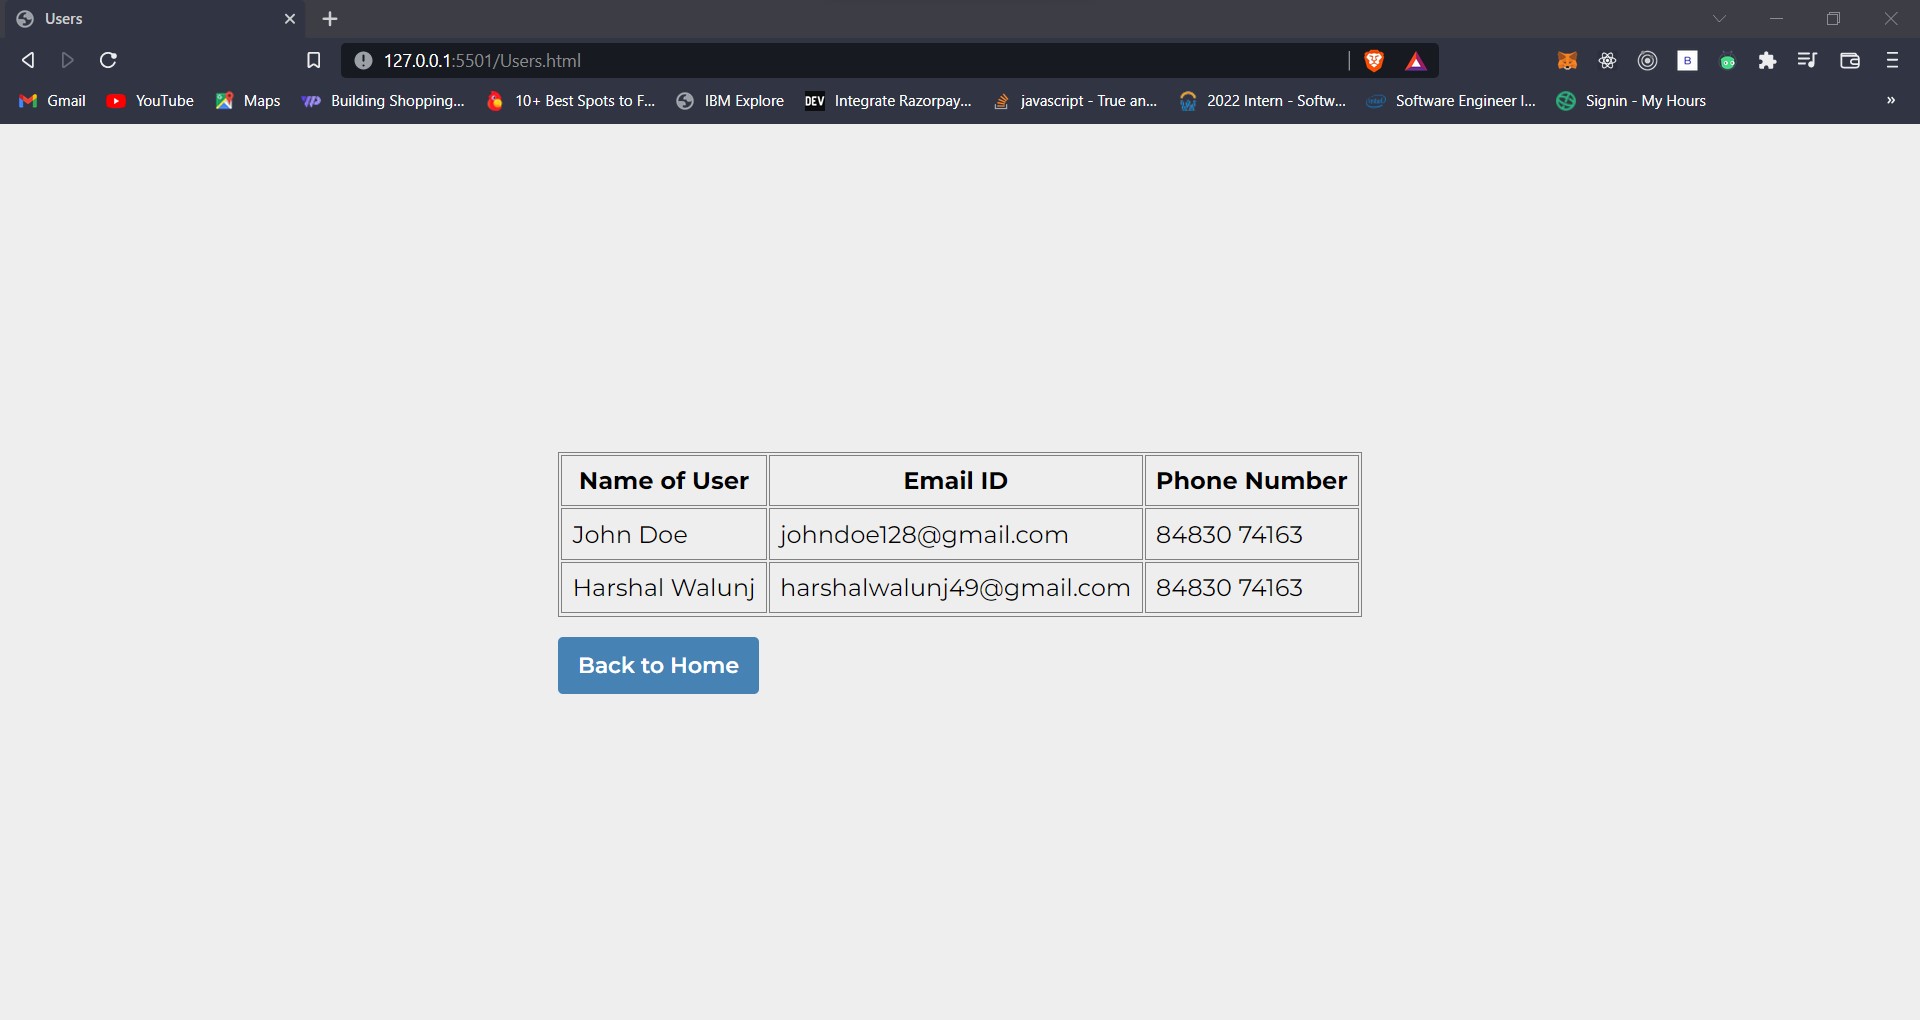 Users
127.0.0.1:5501/Users.html
Gmail YouTube Maps Building Shopping... 10+ Best Spots to F... IBM Explore DEV Integrate Razorpay... javascript - True an... 2022 Intern - Softw... intel Software Engineer I... Signin - My Hours »
Name of User Email ID Phone Number
John Doe johndoe128@gmail.com 84830 74163
Harshal Walunj harshalwalunj49@gmail.com 84830 74163
Back to Home